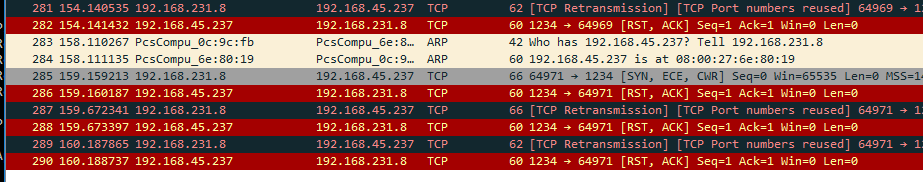 281 154.140535 192.168.231.8 192.168.45.237 TCP 62 [TCP Retransmission] [TCP Port numbers reused] 64969 → 12
282 154.141432 192.168.45.237 192.168.231.8 TCP 60 1234 → 64969 [RST, ACK] Seq=1 Ack=1 Win=0 Len=0
283 158.110267 PcsCompu_0c:9c:fb PcsCompu_6e:8… ARP 42 Who has 192.168.45.237? Tell 192.168.231.8
284 158.111135 PcsCompu_6e:80:19 PcsCompu_0c:9… ARP 60 192.168.45.237 is at 08:00:27:6e:80:19
285 159.159213 192.168.231.8 192.168.45.237 TCP 66 64971 → 1234 [SYN, ECE, CWR] Seq=0 Win=65535 Len=0 MSS=14
286 159.160187 192.168.45.237 192.168.231.8 TCP 60 1234 → 64971 [RST, ACK] Seq=1 Ack=1 Win=0 Len=0
287 159.672341 192.168.231.8 192.168.45.237 TCP 66 [TCP Retransmission] [TCP Port numbers reused] 64971 → 12
288 159.673397 192.168.45.237 192.168.231.8 TCP 60 1234 → 64971 [RST, ACK] Seq=1 Ack=1 Win=0 Len=0
289 160.187865 192.168.231.8 192.168.45.237 TCP 62 [TCP Retransmission] [TCP Port numbers reused] 64971 → 12
290 160.188737 192.168.45.237 192.168.231.8 TCP 60 1234 → 64971 [RST, ACK] Seq=1 Ack=1 Win=0 Len=0